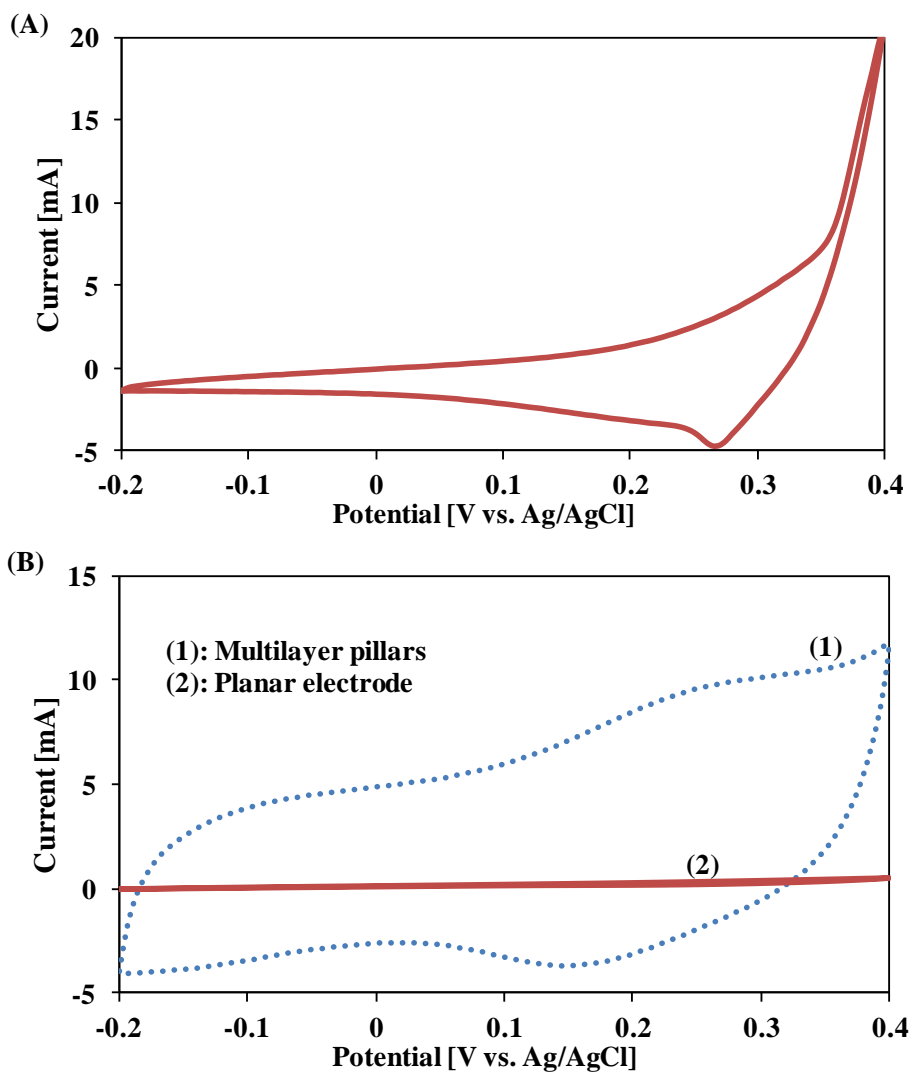 (A)
20
15
10
5
0
-5
Current [mA]
-0.2 -0.1 0 0.1 0.2 0.3 0.4
Potential [V vs. Ag/AgCl]
(B)
15
10
5
0
-5
Current [mA]
(1): Multilayer pillars
(2): Planar electrode
(1)
(2)
-0.2 -0.1 0 0.1 0.2 0.3 0.4
Potential [V vs. Ag/AgCl]